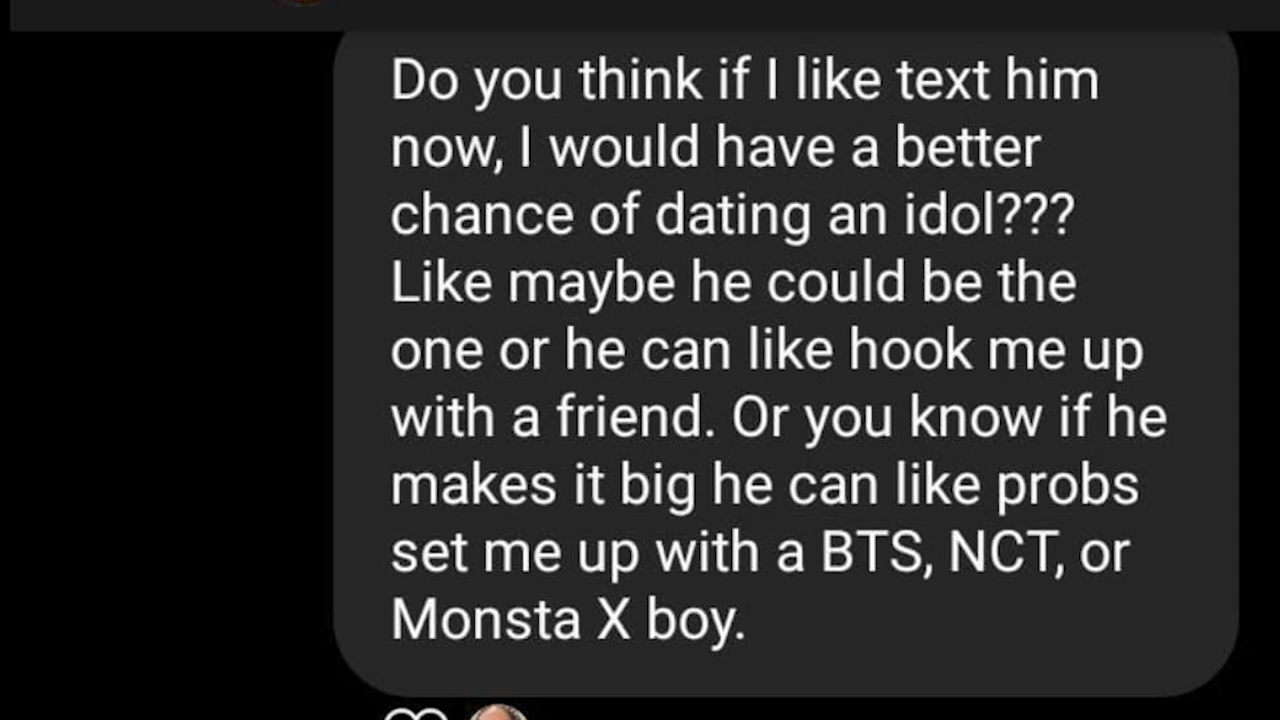 Do you think if I like text him
now, I would have a better
chance of dating an idol???
Like maybe he could be the
one or he can like hook me up
with a friend. Or you know if he
makes it big he can like probs
set me up with a BTS, NCT, or
Monsta X boy.